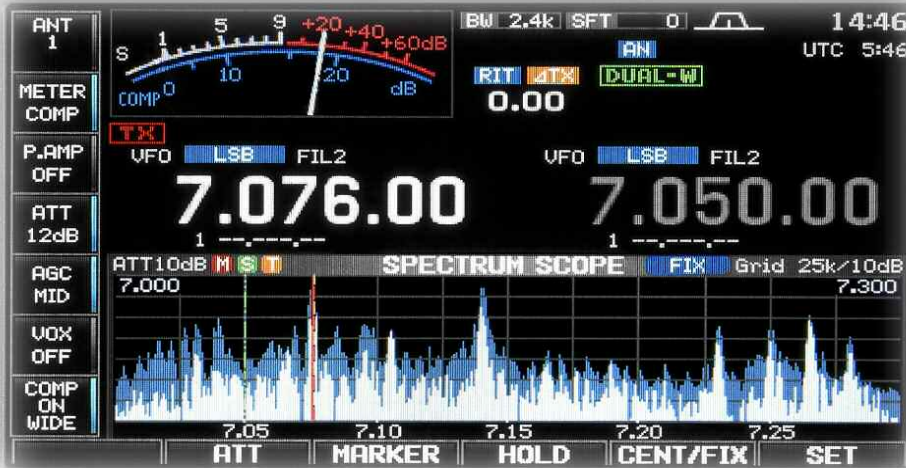 ANT
1
METER
COMP
P.AMP
OFF
ATT
12dB
AGC
MID
VOX
OFF
COMP
ON
WIDE
S 1 5 9 +20 +40 +60dB
COMP 0 10 20 dB
BW 2.4k SFT 0
14:46
UTC 5:46
AN
RIT ΔTX DUAL-W
0.00
TX
VFO LSB FIL2
7.076.00
1 --.---.--
VFO LSB FIL2
7.050.00
1 --.---.--
ATT10dB M S T SPECTRUM SCOPE FIX Grid 25k/10dB
7.000 7.300
7.05 7.10 7.15 7.20 7.25
ATT MARKER HOLD CENT/FIX SET